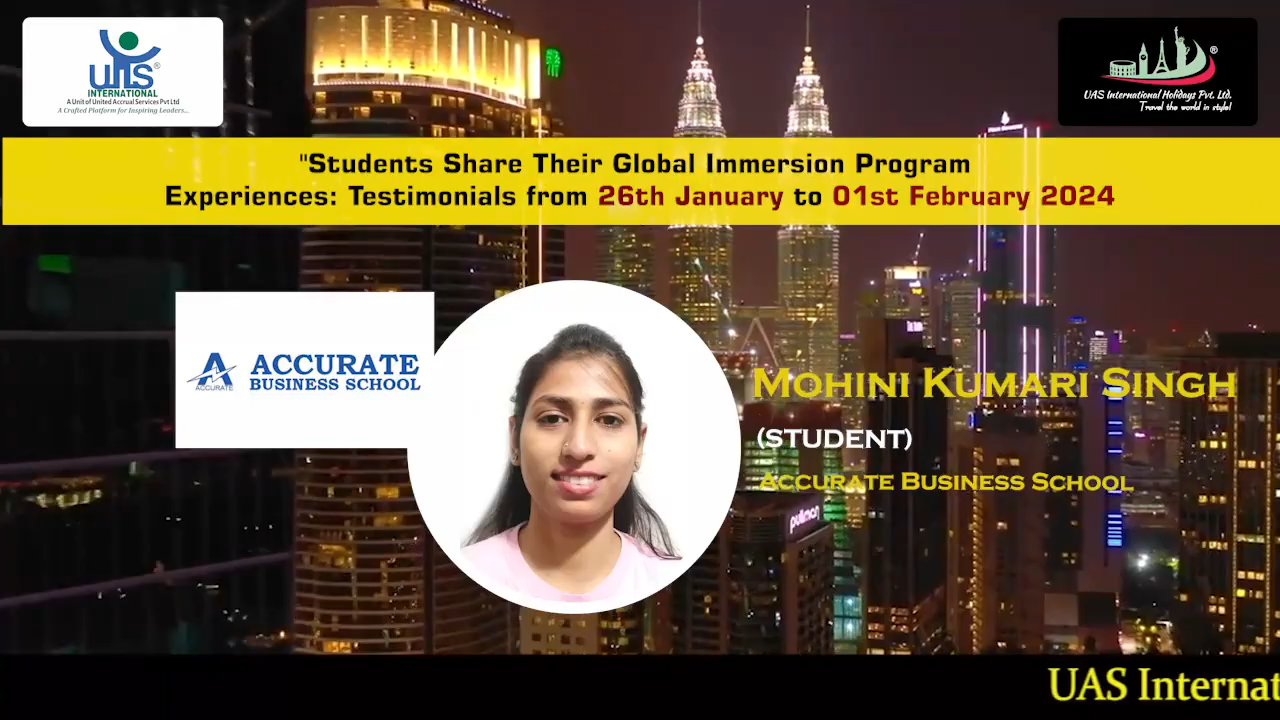 UAS
®
INTERNATIONAL
A Unit of United Accrual Services Pvt Ltd
A Crafted Platform for Inspiring Leaders...
®
UAS International Holidays Pvt. Ltd.
Travel the world in style!
"Students Share Their Global Immersion Program
Experiences: Testimonials from 26th January to 01st February 2024
ACCURATE
BUSINESS SCHOOL
ACCURATE
MOHINI KUMARI SINGH
(STUDENT)
ACCURATE BUSINESS SCHOOL
pullman
UAS Internat